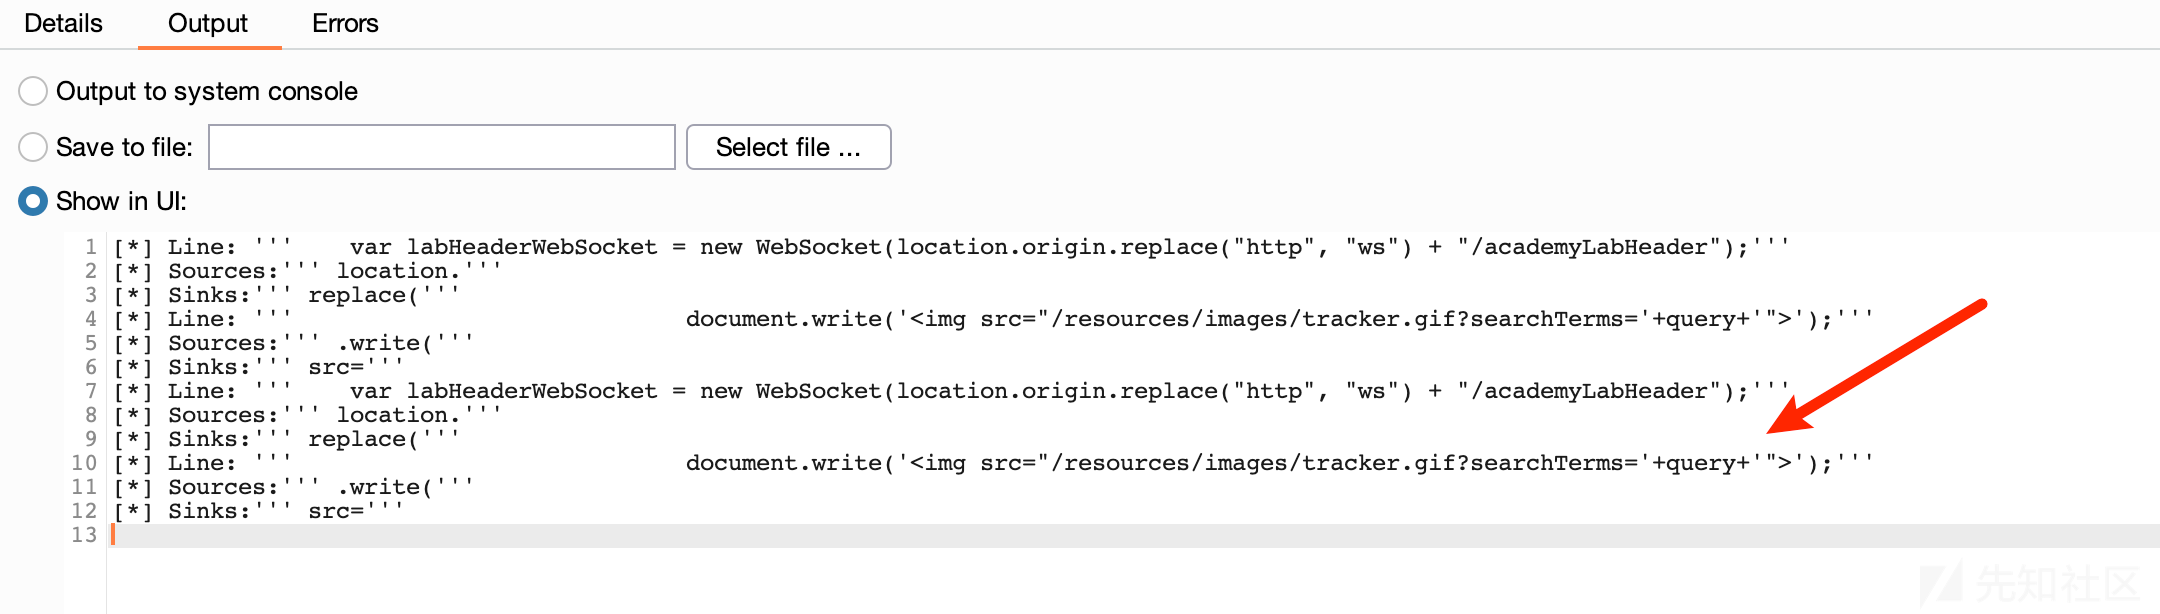 Details Output Errors
Output to system console
Save to file: Select file ...
Show in UI:
1 [*] Line: '''    var labHeaderWebSocket = new WebSocket(location.origin.replace("http", "ws") + "/academyLabHeader");'''
2 [*] Sources:''' location.'''
3 [*] Sinks:''' replace('''
4 [*] Line: '''                            document.write('<img src="/resources/images/tracker.gif?searchTerms='+query+'">');'''
5 [*] Sources:''' .write('''
6 [*] Sinks:''' src='''
7 [*] Line: '''    var labHeaderWebSocket = new WebSocket(location.origin.replace("http", "ws") + "/academyLabHeader");'''
8 [*] Sources:''' location.'''
9 [*] Sinks:''' replace('''
10 [*] Line: '''                            document.write('<img src="/resources/images/tracker.gif?searchTerms='+query+'">');'''
11 [*] Sources:''' .write('''
12 [*] Sinks:''' src='''
13
先知社区